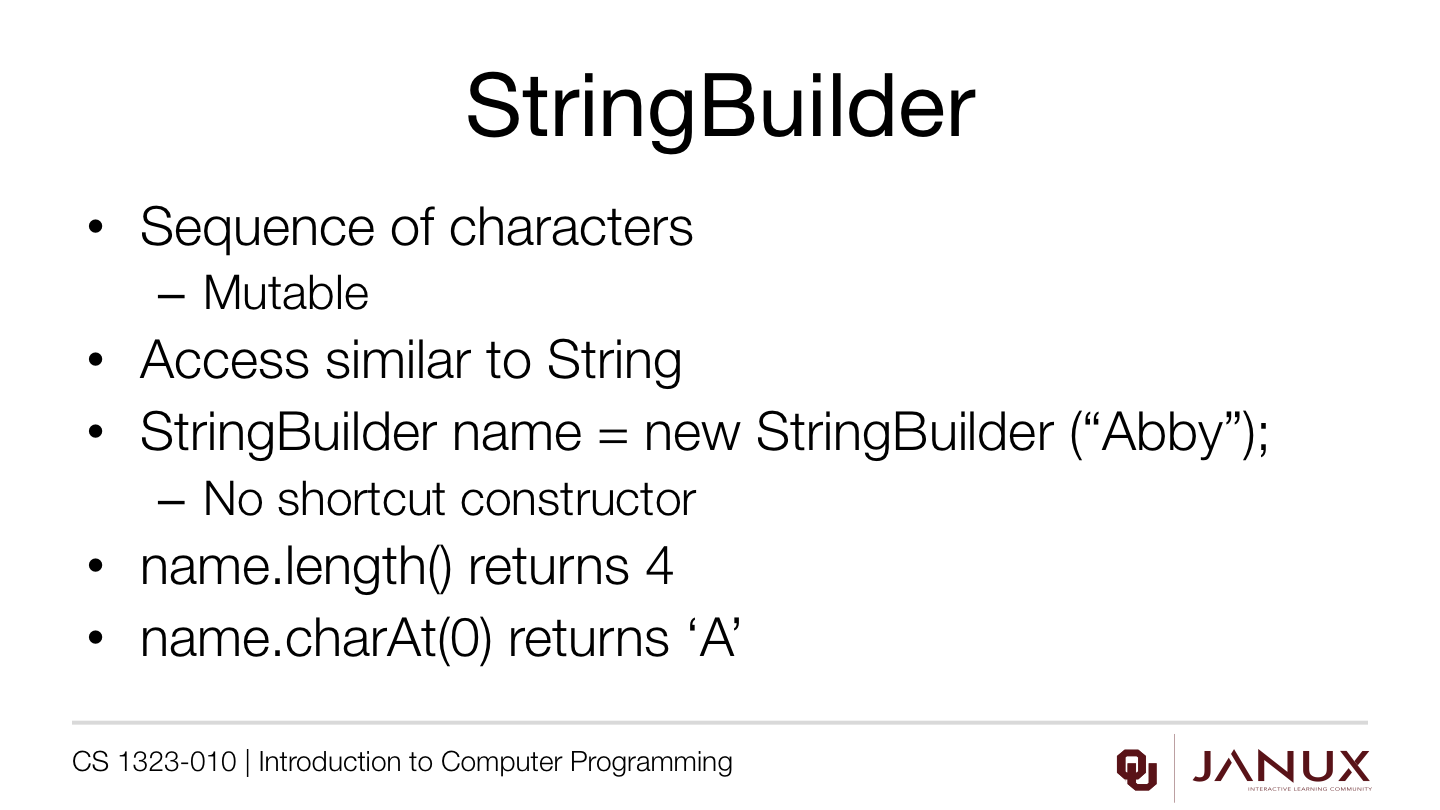 StringBuilder
• Sequence of characters
– Mutable
• Access similar to String
• StringBuilder name = new StringBuilder (“Abby”);
– No shortcut constructor
• name.length() returns 4
• name.charAt(0) returns ‘A’
CS 1323-010 | Introduction to Computer Programming
OU
JANUX
INTERACTIVE LEARNING COMMUNITY